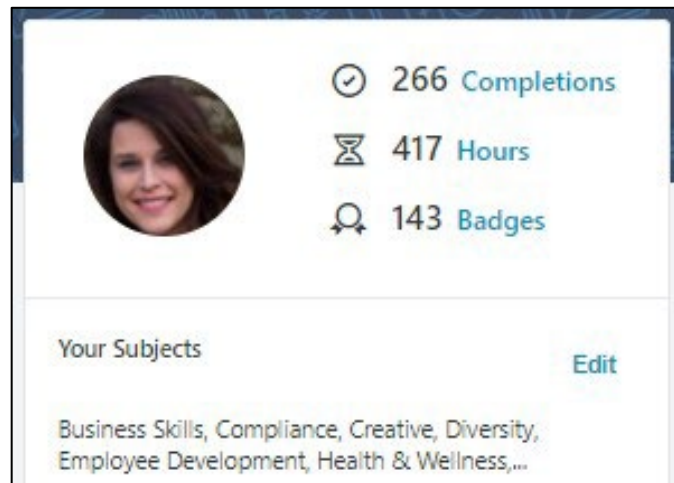 266 Completions
417 Hours
143 Badges
Your Subjects
Edit
Business Skills, Compliance, Creative, Diversity,
Employee Development, Health & Wellness,...